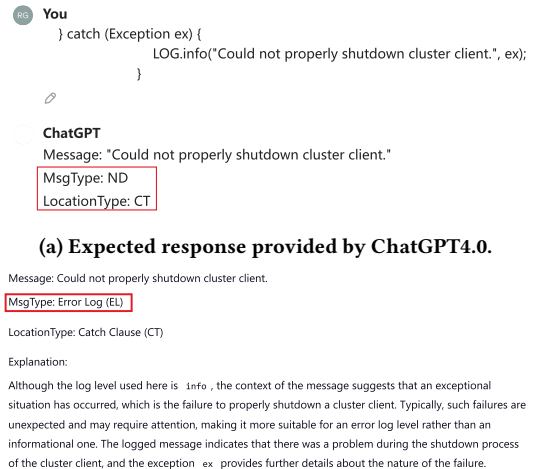 RG You
} catch (Exception ex) {
LOG.info("Could not properly shutdown cluster client.", ex);
}
ChatGPT
Message: "Could not properly shutdown cluster client."
MsgType: ND
LocationType: CT
(a) Expected response provided by ChatGPT4.0.
Message: Could not properly shutdown cluster client.
MsgType: Error Log (EL)
LocationType: Catch Clause (CT)
Explanation:
Although the log level used here is info , the context of the message suggests that an exceptional
situation has occurred, which is the failure to properly shutdown a cluster client. Typically, such failures are
unexpected and may require attention, making it more suitable for an error log level rather than an
informational one. The logged message indicates that there was a problem during the shutdown process
of the cluster client, and the exception ex provides further details about the nature of the failure.